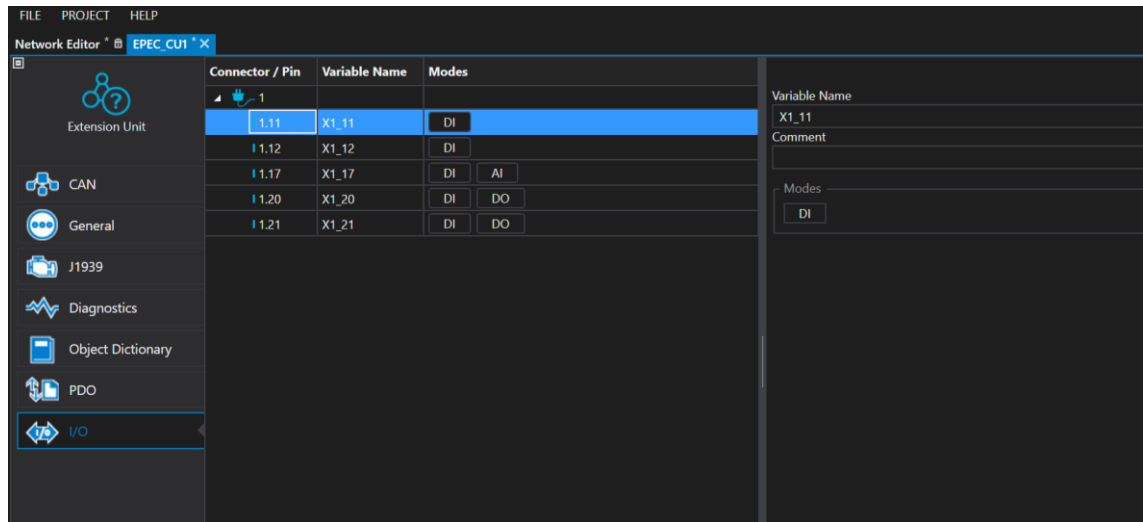 FILE PROJECT HELP
Network Editor * EPEC_CU1 * ×
Extension Unit
CAN
General
J1939
Diagnostics
Object Dictionary
PDO
I/O
Connector / Pin Variable Name Modes
1
1.11 X1_11 DI
1.12 X1_12 DI
1.17 X1_17 DI AI
1.20 X1_20 DI DO
1.21 X1_21 DI DO
Variable Name
X1_11
Comment
Modes
DI